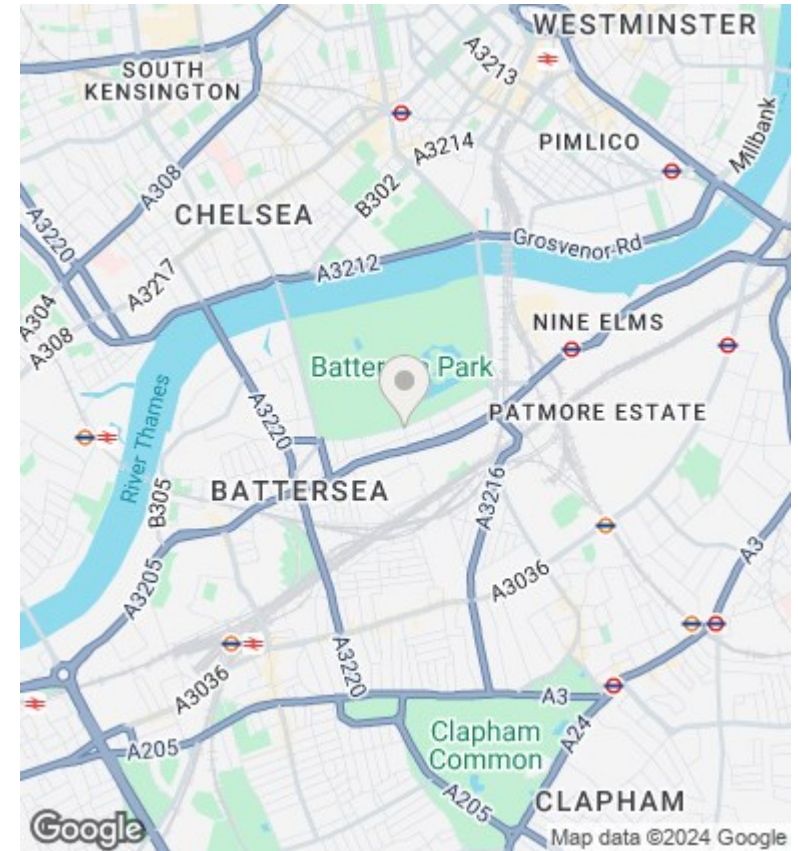 WESTMINSTER
A3213
SOUTH
KENSINGTON
PIMLICO
Millbank
A3214
A308
B302
CHELSEA
A3220
Grosvenor Rd
A3212
A3217
A304
A308
NINE ELMS
Park
River Thames
A3220
PATMORE ESTATE
B305
BATTERSEA
A3216
A3
A3205
A3036
A3220
A3036
A3
A24
A205
Clapham
Common
A205
CLAPHAM
Google
Map data ©2024 Google